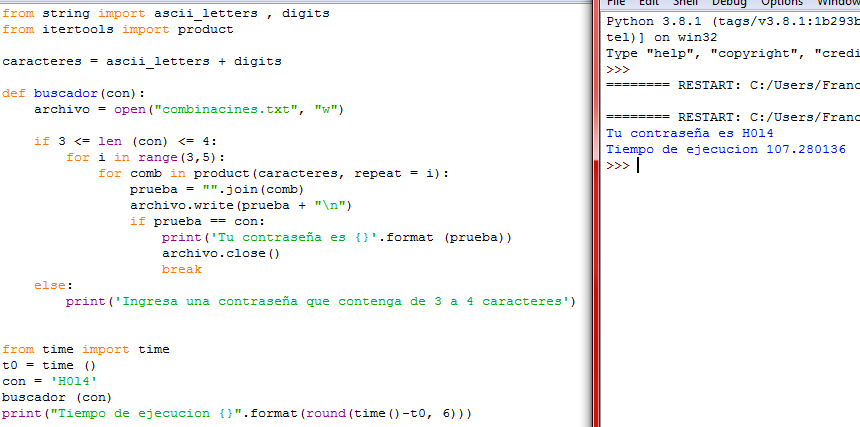 from string import ascii_letters , digits
from itertools import product
caracteres = ascii_letters + digits
def buscador(con):
    archivo = open("combinacines.txt", "w")
    if 3 <= len (con) <= 4:
        for i in range(3,5):
            for comb in product(caracteres, repeat = i):
                prueba = "".join(comb)
                archivo.write(prueba + "\n")
                if prueba == con:
                    print('Tu contraseña es {}'.format (prueba))
                    archivo.close()
                    break
    else:
        print('Ingresa una contraseña que contenga de 3 a 4 caracteres')
from time import time
t0 = time ()
con = 'H0l4'
buscador (con)
print("Tiempo de ejecucion {}".format(round(time()-t0, 6)))
File Edit Shell Debug Options Window
Python 3.8.1 (tags/v3.8.1:1b293b
tel)] on win32
Type "help", "copyright", "credi
>>>
======== RESTART: C:/Users/Franc
======== RESTART: C:/Users/Franc
Tu contraseña es H0l4
Tiempo de ejecucion 107.280136
>>>